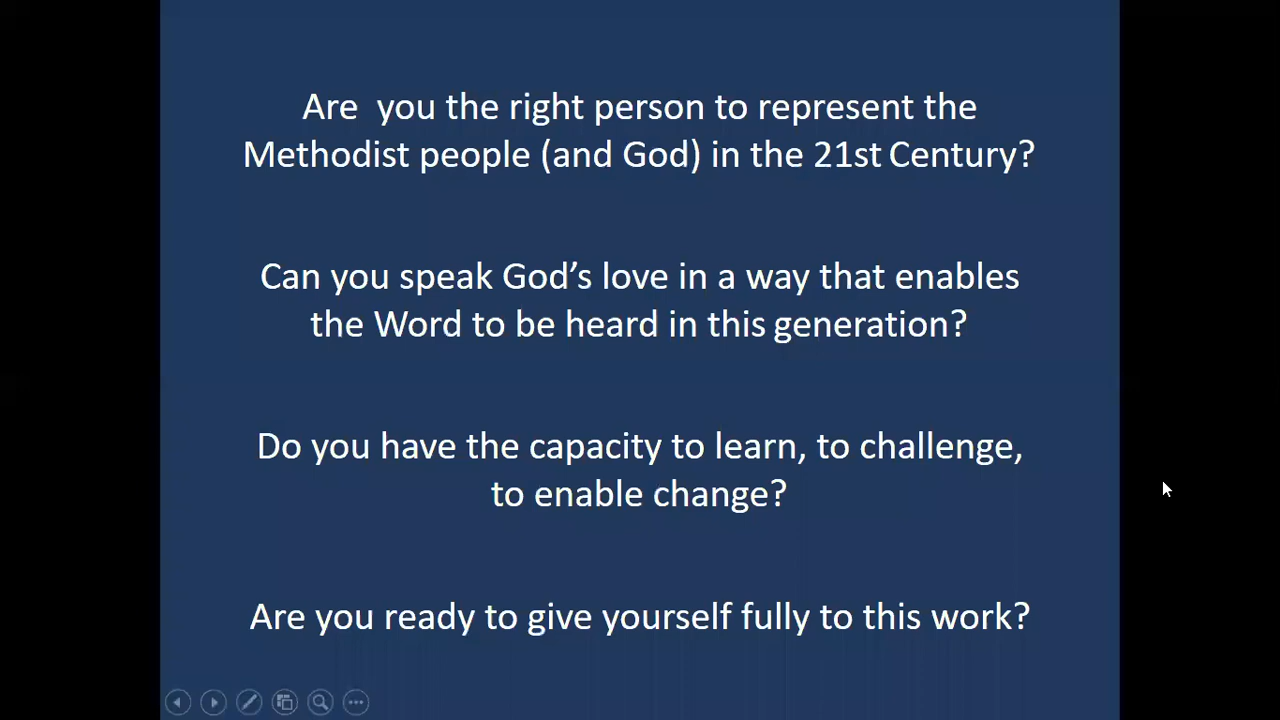 Are  you the right person to represent the
Methodist people (and God) in the 21st Century?
Can you speak God’s love in a way that enables
the Word to be heard in this generation?
Do you have the capacity to learn, to challenge,
to enable change?
Are you ready to give yourself fully to this work?